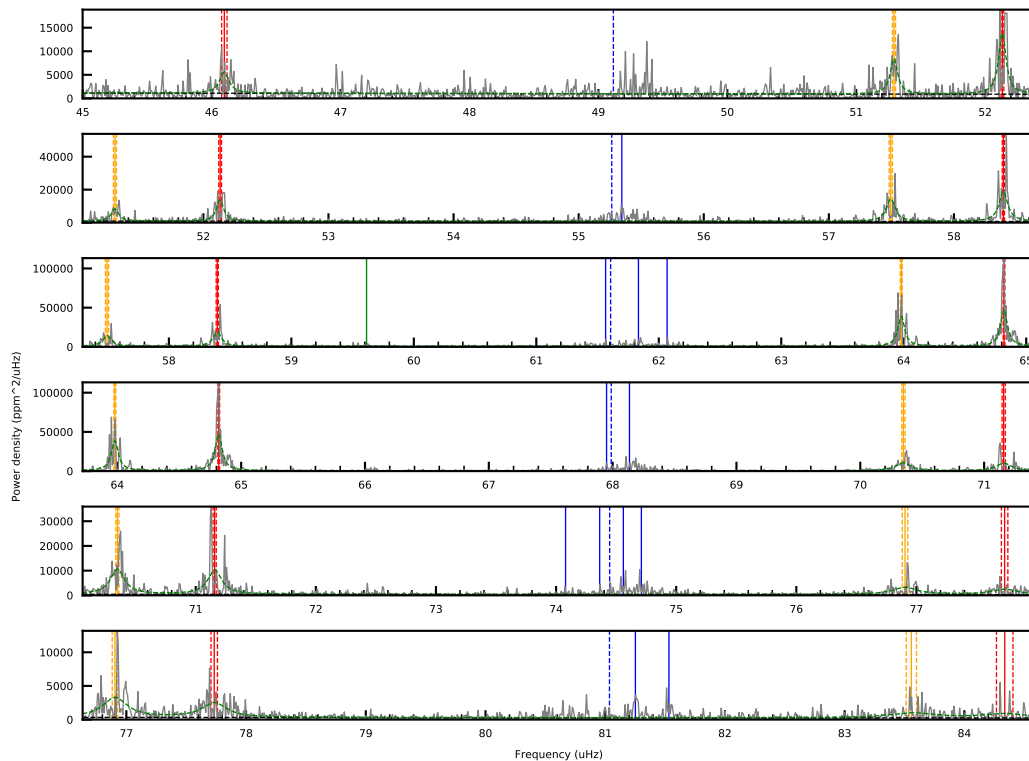 15000
10000
5000
0
45 46 47 48 49 50 51 52
40000
20000
0
52 53 54 55 56 57 58
100000
50000
0
58 59 60 61 62 63 64 65
100000
50000
0
64 65 66 67 68 69 70 71
30000
20000
10000
0
71 72 73 74 75 76 77
10000
5000
0
77 78 79 80 81 82 83 84
Power density (ppm^2/uHz)
Frequency (uHz)